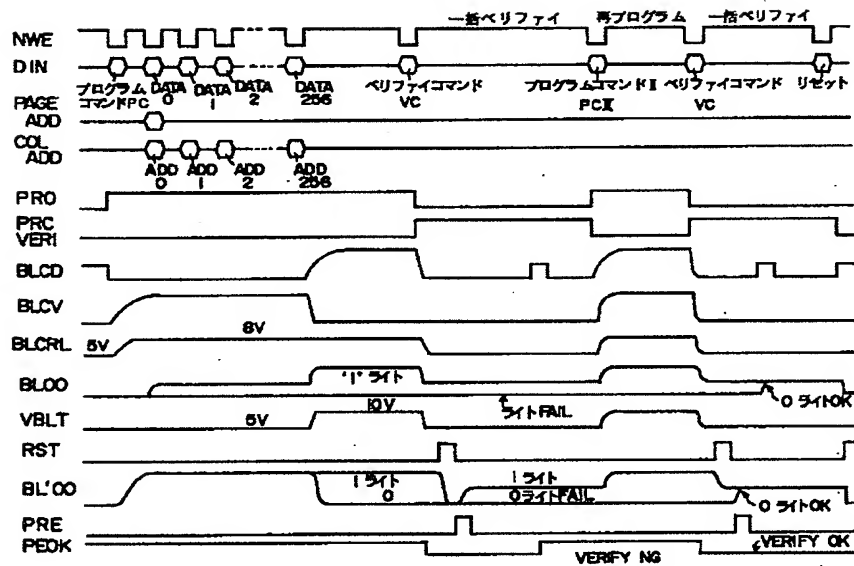 一括ベリファイ 再プログラム 一括ベリファイ
NWE
DIN
プログラム コマンドPC
DATA 0
DATA 1
DATA 2
DATA 256
ベリファイコマンド VC
プログラムコマンドⅡ PCⅡ
ベリファイコマンド VC
リセット
PAGE ADD
COL ADD
ADD 0
ADD 1
ADD 2
ADD 256
PRO
PRC
VERI
BLCD
BLCV
8V
BLCRL
5V
BLOO
"1" ライト
ライトFAIL
0 ライトOK
VBLT
5V
10V
RST
BL'OO
1 ライト
0
1 ライト
0 ライトFAIL
0 ライトOK
PRE
PEOK
VERIFY NG
VERIFY OK